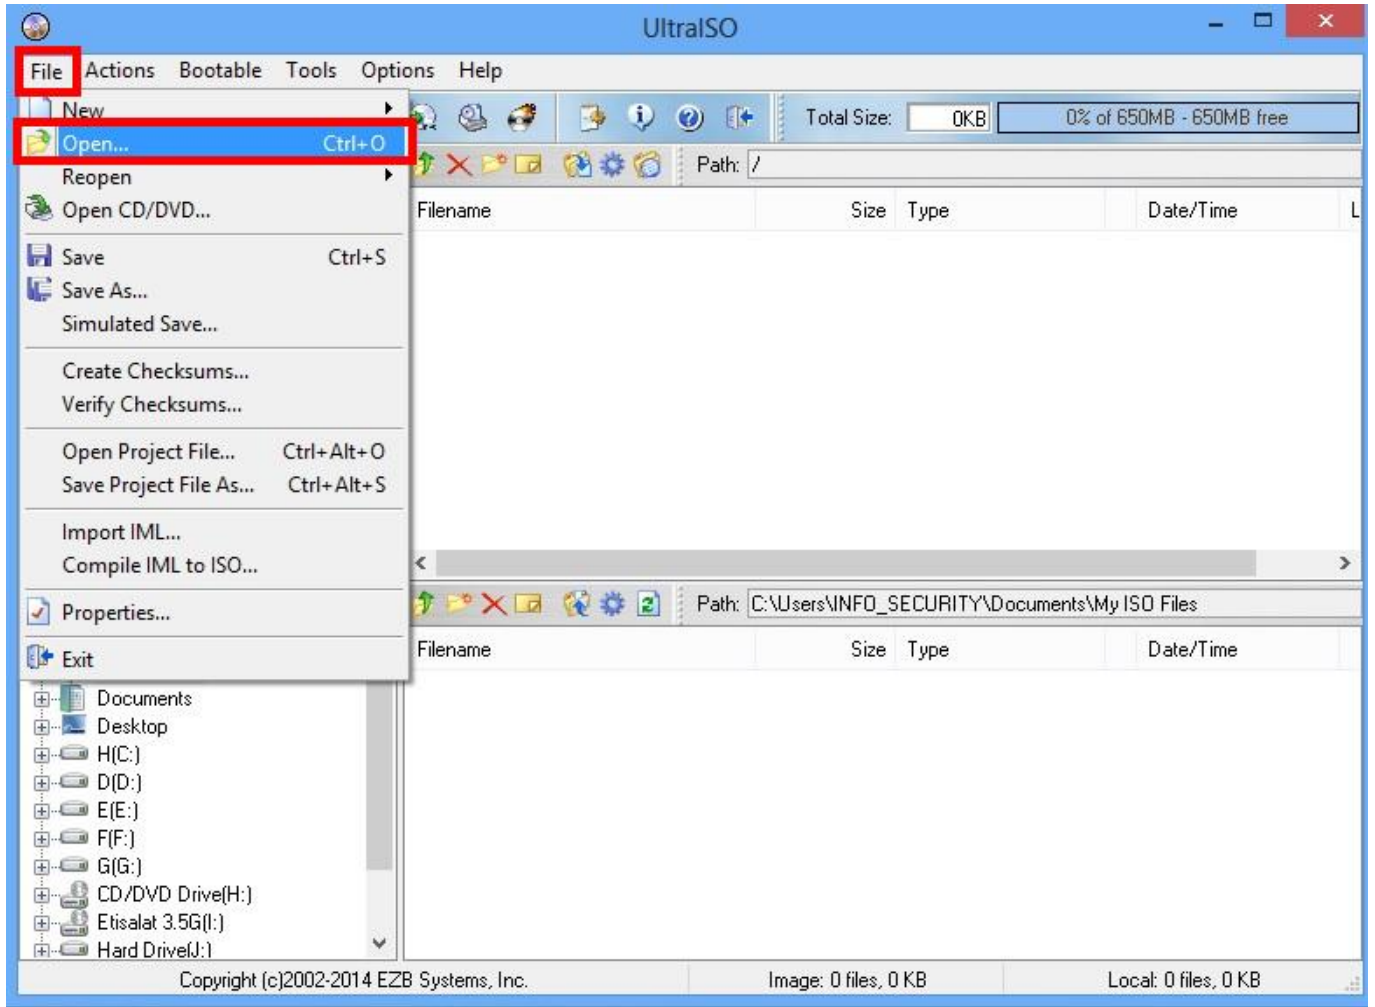 UltraISO
File Actions Bootable Tools Options Help
New
Open... Ctrl+O
Reopen
Open CD/DVD...
Save Ctrl+S
Save As...
Simulated Save...
Create Checksums...
Verify Checksums...
Open Project File... Ctrl+Alt+O
Save Project File As... Ctrl+Alt+S
Import IML...
Compile IML to ISO...
Properties...
Exit
Total Size: 0KB 0% of 650MB - 650MB free
Path: /
Filename Size Type Date/Time L
Path: C:\Users\INFO_SECURITY\Documents\My ISO Files
Filename Size Type Date/Time
Documents
Desktop
H(C:)
D(D:)
E(E:)
F(F:)
G(G:)
CD/DVD Drive(H:)
Etisalat 3.5G(I:)
Hard Drive(J:)
Copyright (c)2002-2014 EZB Systems, Inc. Image: 0 files, 0 KB Local: 0 files, 0 KB